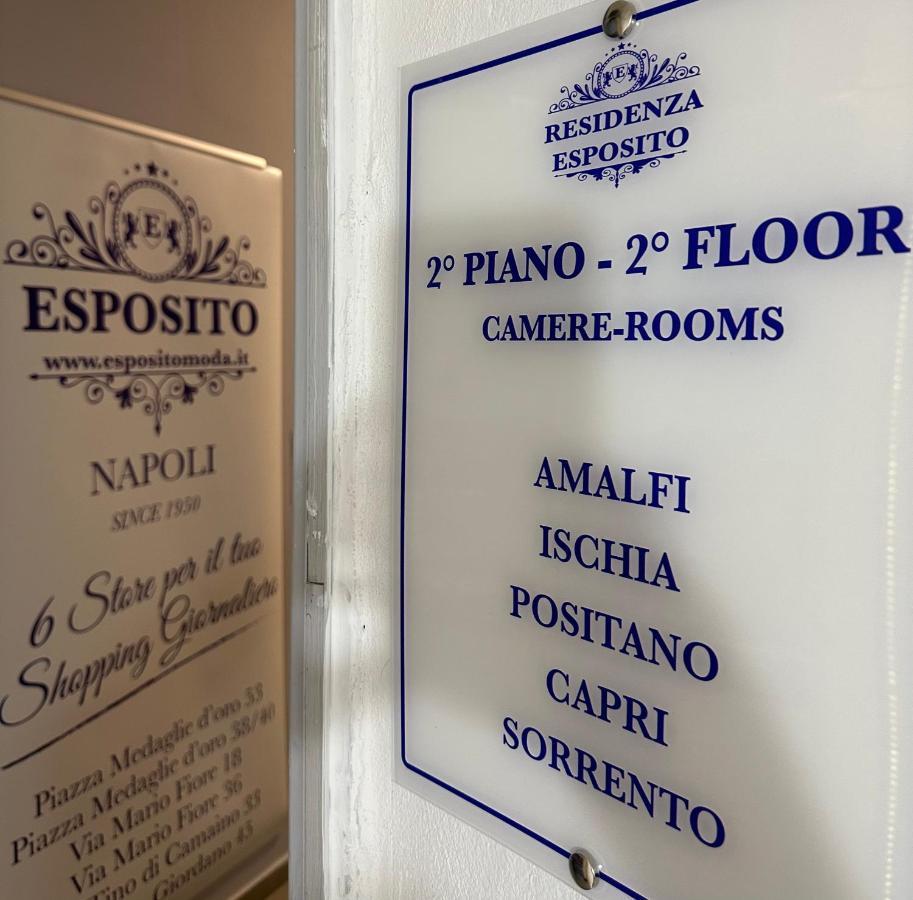 E
ESPOSITO
www.espositomoda.it
NAPOLI
SINCE 1950
6 Store per il tuo
Shopping Giornaliero
Piazza Medaglie d'oro 33
Piazza Medaglie d'oro 38/40
Via Mario Fiore 18
Via Mario Fiore 36
Tino di Camaino 33
Giordano 45
E
RESIDENZA
ESPOSITO
2° PIANO - 2° FLOOR
CAMERE-ROOMS
AMALFI
ISCHIA
POSITANO
CAPRI
SORRENTO